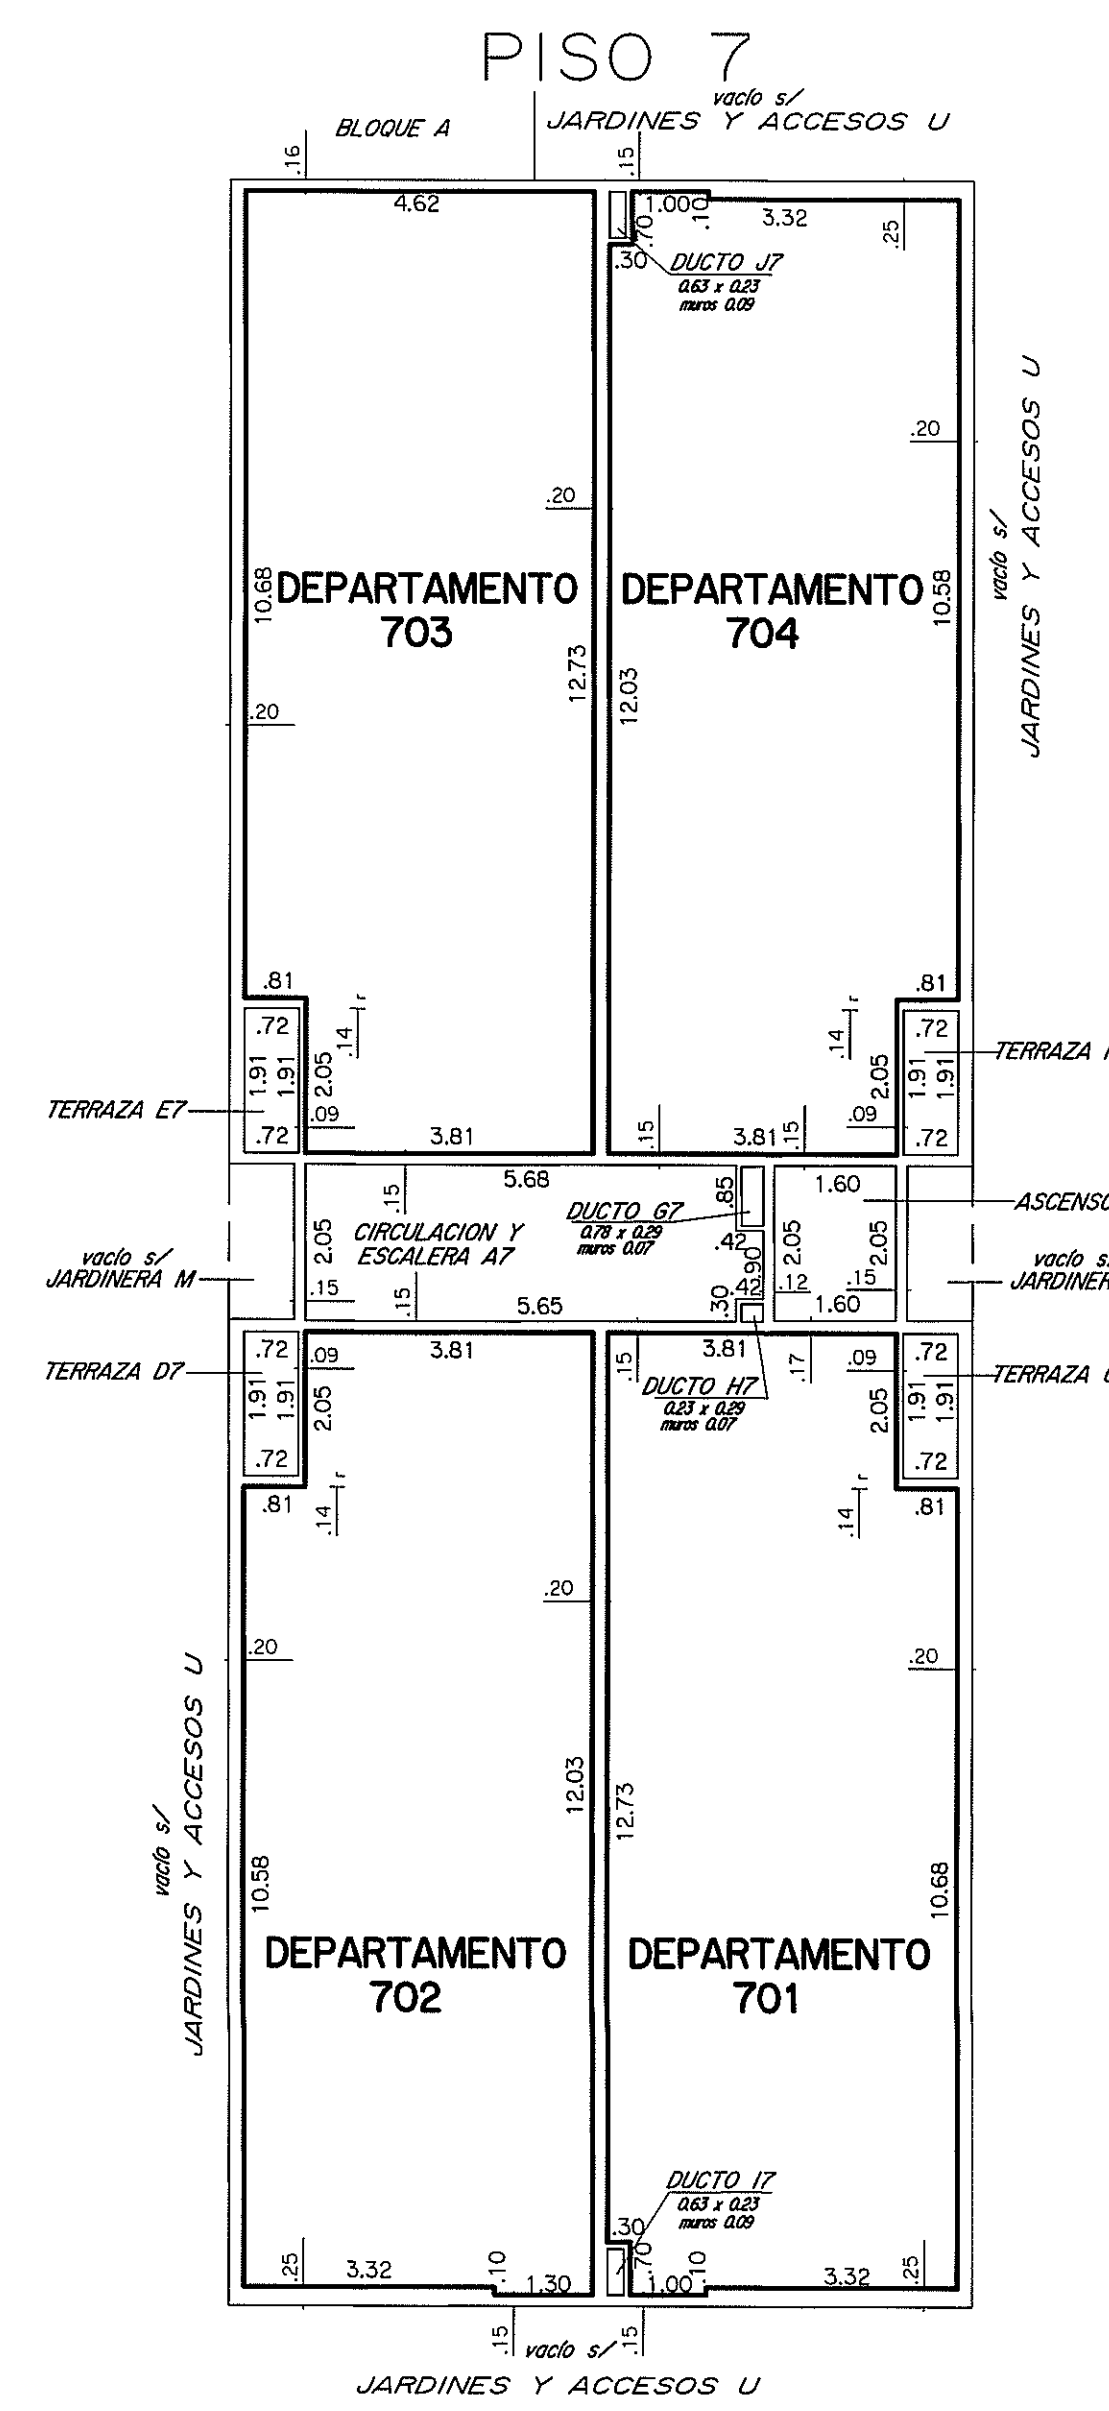 PISO 7
BLOQUE A
vacío s/
JARDINES Y ACCESOS U
.16
.15
4.62
1.00
.10
3.32
.25
.70
.30
DUCTO J7
0.63 x 0.23
muros 0.09
vacío s/
JARDINES Y ACCESOS U
.20
.20
10.68
DEPARTAMENTO
703
DEPARTAMENTO
704
10.58
12.73
12.03
.20
.81
.81
.72
.14
r
.14
r
.72
1.91
1.91
2.05
2.05
1.91
1.91
TERRAZA
TERRAZA E7
.09
.72
3.81
.15
3.81
.15
.09
.72
5.68
.15
.85
1.60
DUCTO G7
0.78 x 0.29
muros 0.07
ASCENSO
2.05
CIRCULACION Y
ESCALERA A7
.42
.90
2.05
2.05
vacío s/
JARDINERA M
vacío s/
JARDINER
.15
.15
5.65
.30
.42
.12
.15
1.60
.72
3.81
3.81
.72
TERRAZA D7
.09
.15
.17
.09
TERRAZA
1.91
1.91
2.05
DUCTO H7
0.23 x 0.29
muros 0.07
2.05
1.91
1.91
.72
.72
.81
.14
r
.14
r
.81
.20
.20
.20
vacío s/
JARDINES Y ACCESOS U
12.03
12.73
10.58
10.68
DEPARTAMENTO
702
DEPARTAMENTO
701
DUCTO I7
0.63 x 0.23
muros 0.09
.30
.25
3.32
.10
1.30
.70
1.00
.10
3.32
.25
.15
vacío s/
.15
JARDINES Y ACCESOS U